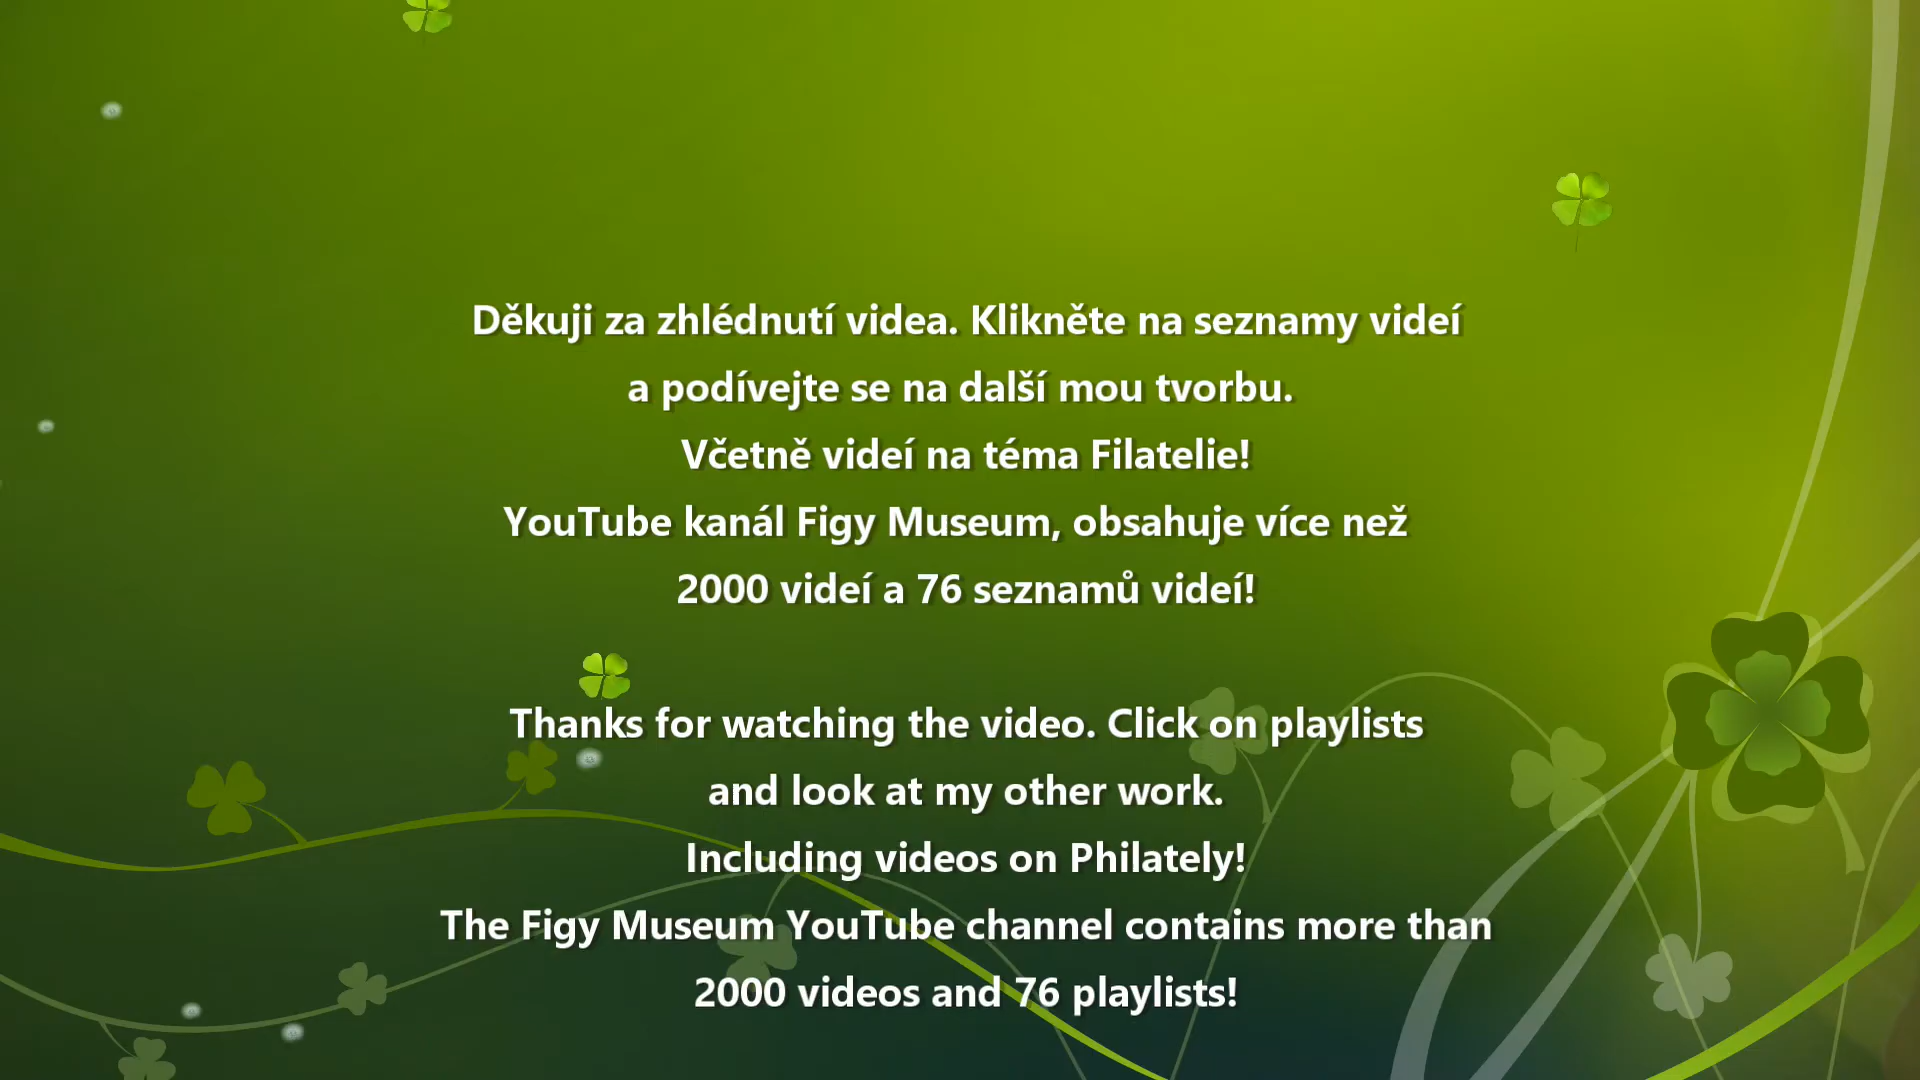 Děkuji za zhlédnutí videa. Klikněte na seznamy videí
a podívejte se na další mou tvorbu.
Včetně videí na téma Filatelie!
YouTube kanál Figy Museum, obsahuje více než
2000 videí a 76 seznamů videí!
Thanks for watching the video. Click on playlists
and look at my other work.
Including videos on Philately!
The Figy Museum YouTube channel contains more than
2000 videos and 76 playlists!